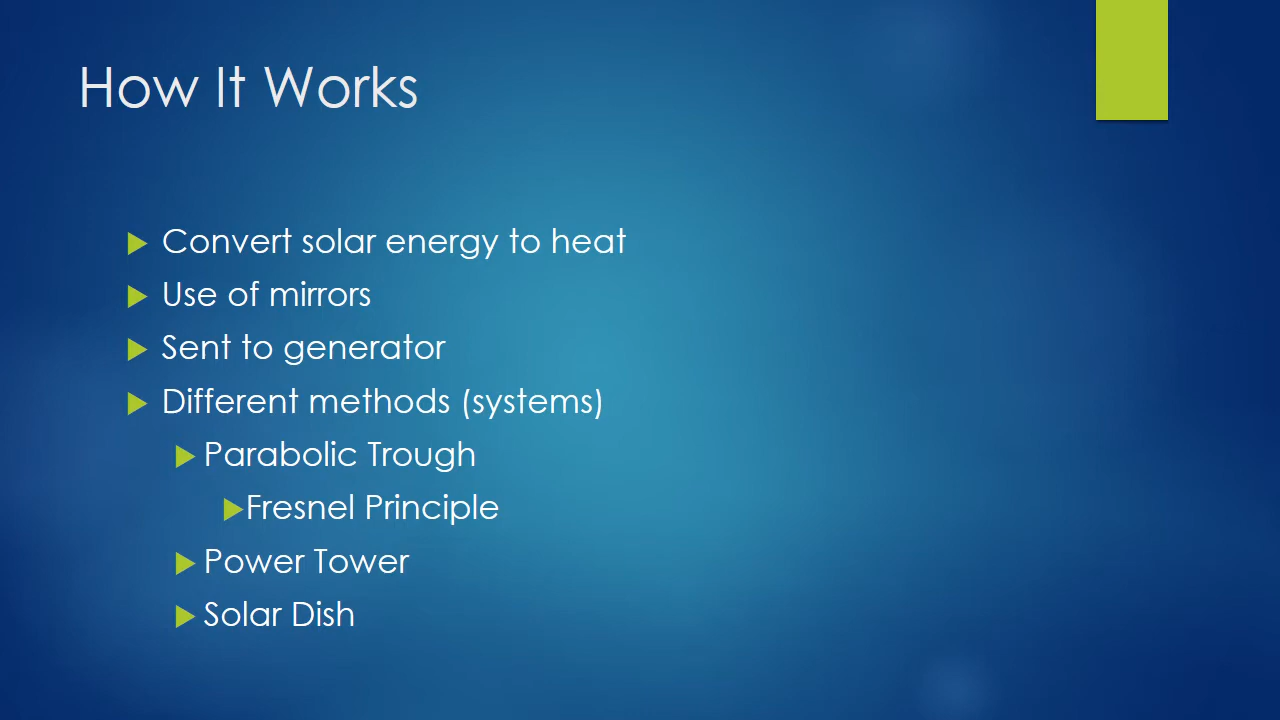 How It Works
Convert solar energy to heat
Use of mirrors
Sent to generator
Different methods (systems)
Parabolic Trough
Fresnel Principle
Power Tower
Solar Dish